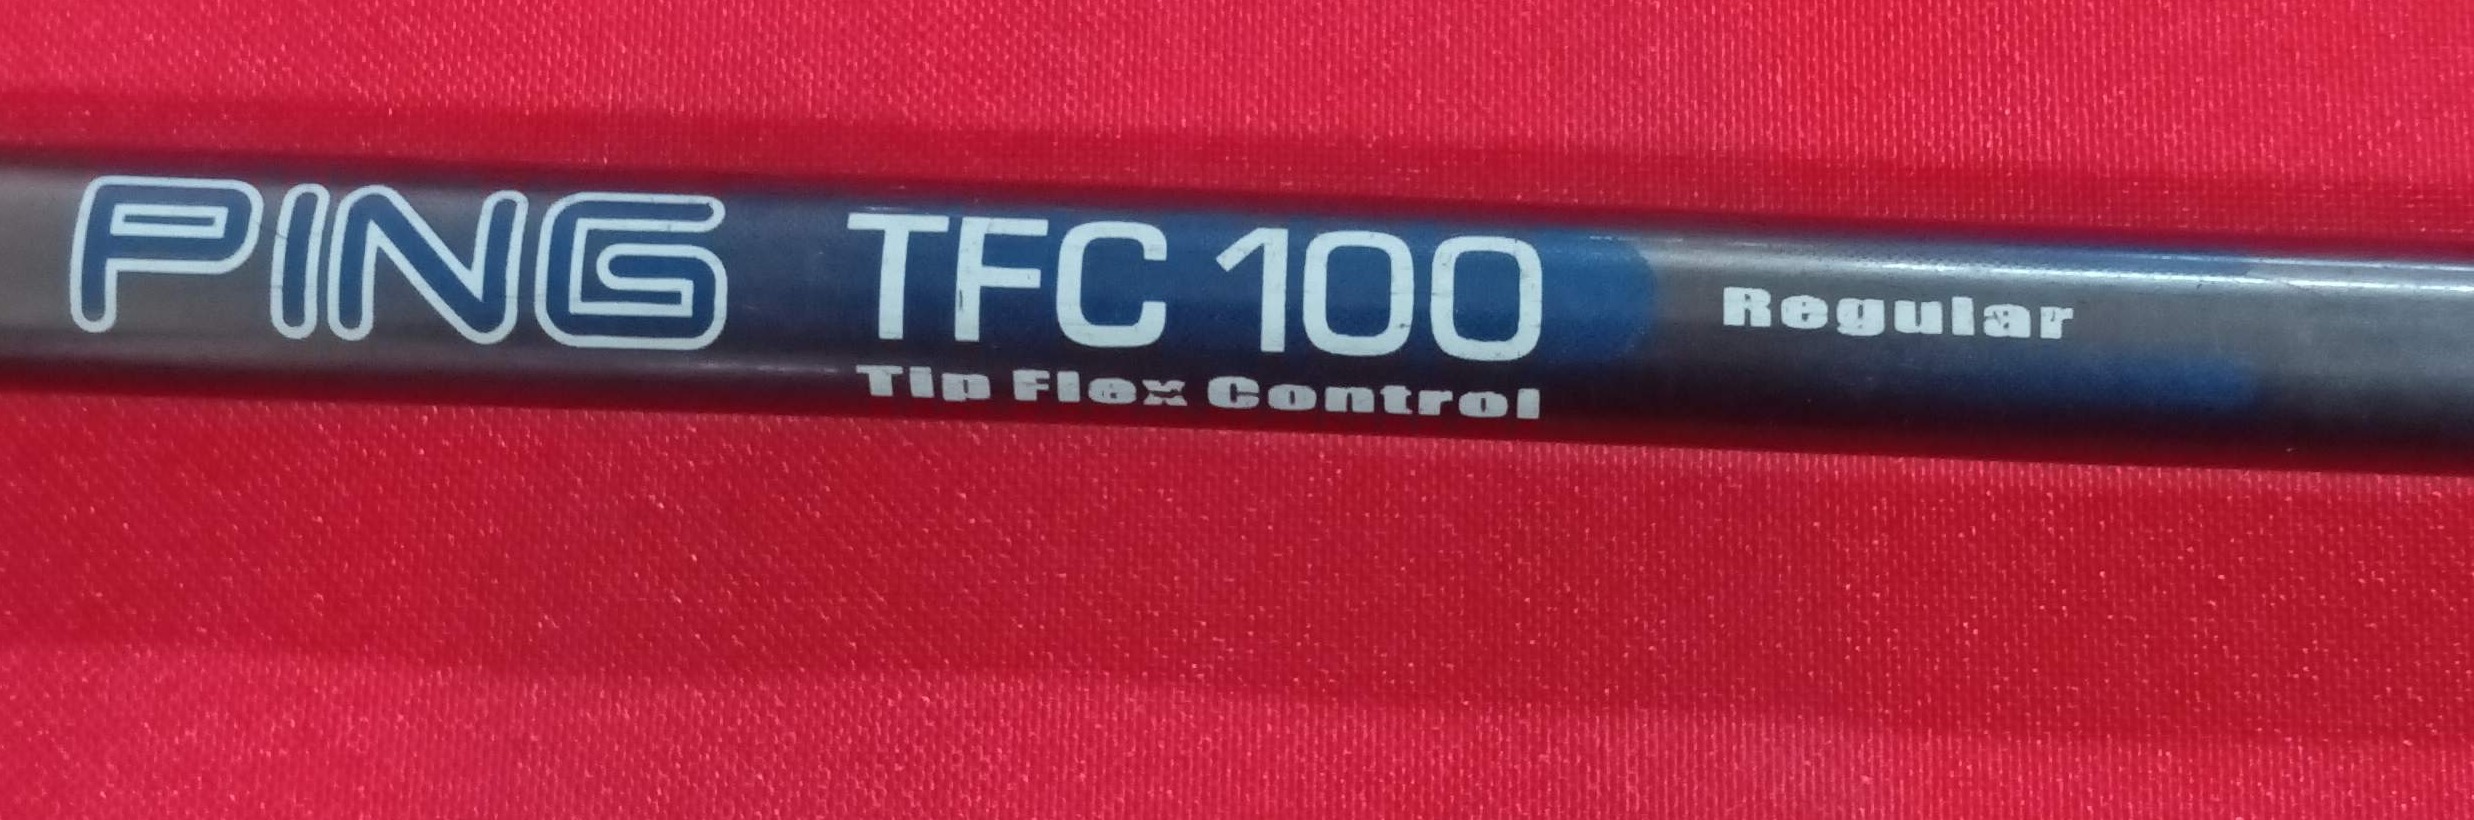 PING TFC 100 Regular
Tip Flex Control